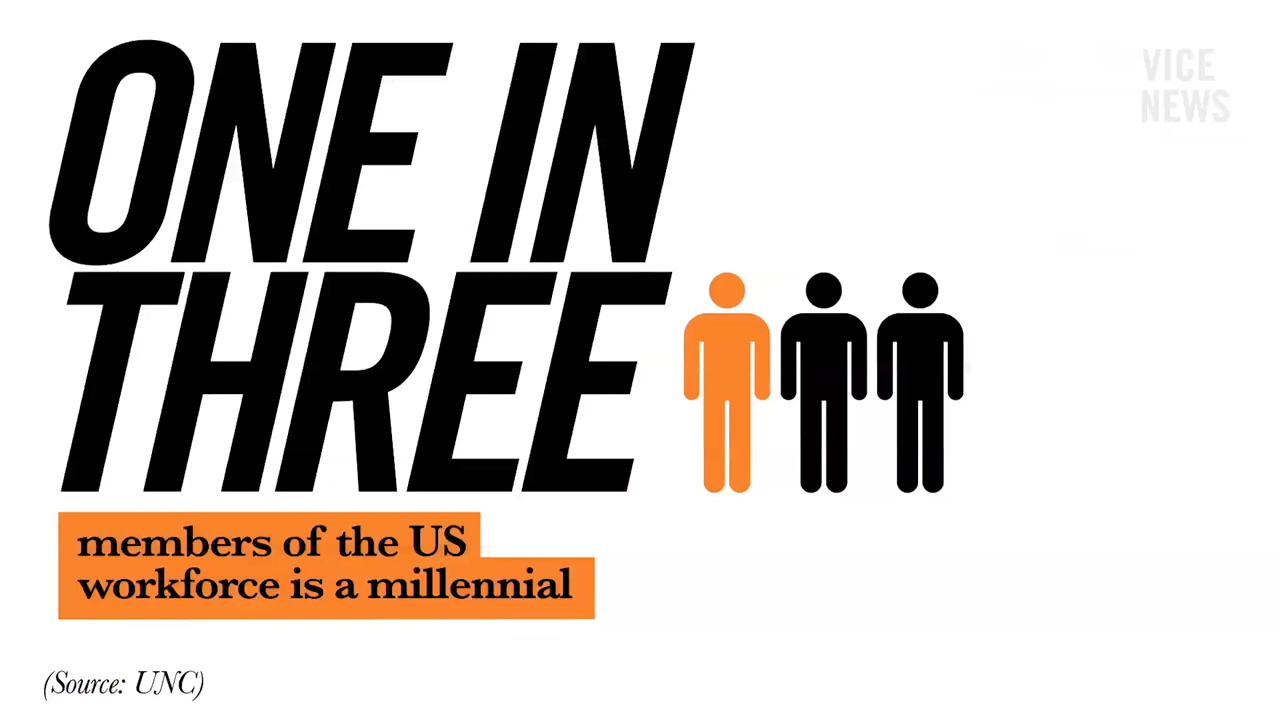 ONE IN
THREE
members of the US
workforce is a millennial
(Source: UNC)
VICE
NEWS